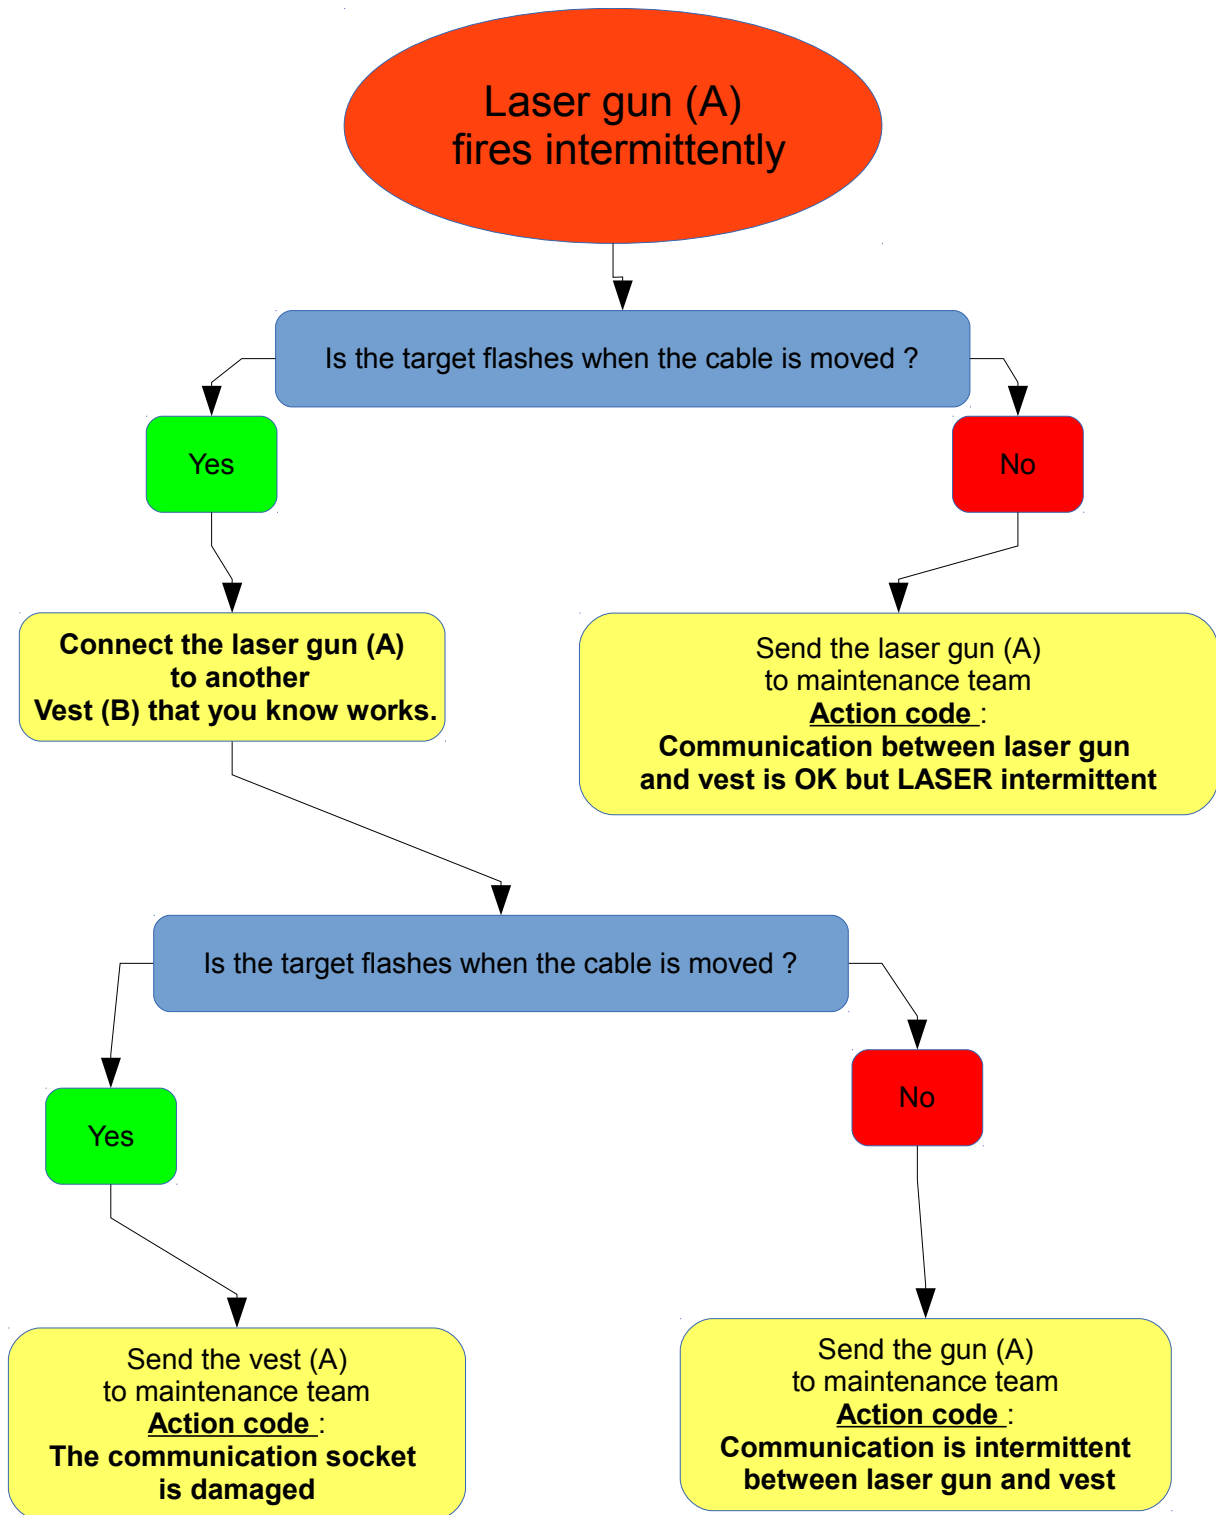 Laser gun (A)
fires intermittently
Is the target flashes when the cable is moved ?
Yes
No
Connect the laser gun (A)
to another
Vest (B) that you know works.
Send the laser gun (A)
to maintenance team
Action code :
Communication between laser gun
and vest is OK but LASER intermittent
Is the target flashes when the cable is moved ?
Yes
No
Send the vest (A)
to maintenance team
Action code :
The communication socket
is damaged
Send the gun (A)
to maintenance team
Action code :
Communication is intermittent
between laser gun and vest